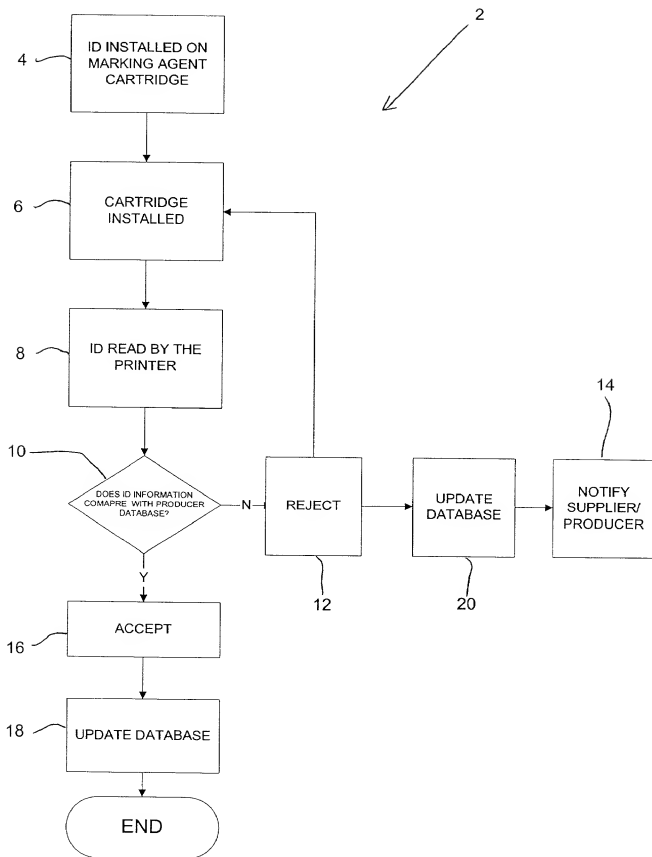 2
4
ID INSTALLED ON
MARKING AGENT
CARTRIDGE
6
CARTRIDGE
INSTALLED
8
ID READ BY THE
PRINTER
14
10
DOES ID INFORMATION
COMAPRE WITH PRODUCER
DATABASE?
N
REJECT
UPDATE
DATABASE
NOTIFY
SUPPLIER/
PRODUCER
12
20
Y
16
ACCEPT
18
UPDATE DATABASE
END